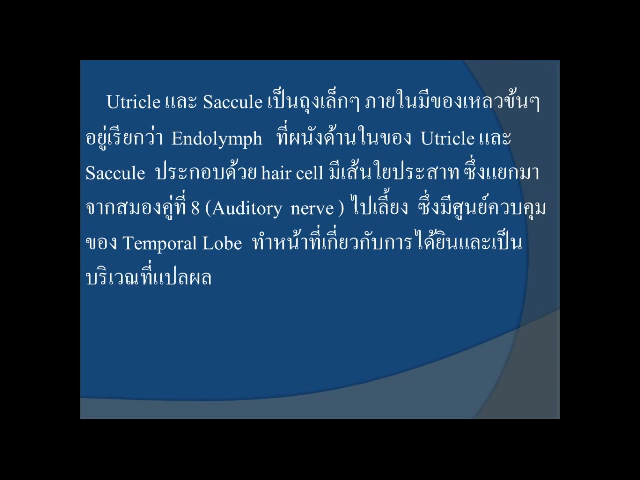 Utricle และ Saccule เป็นถุงเล็กๆ ภายในมีของเหลวข้นๆ
อยู่เรียกว่า Endolymph ที่ผนังด้านในของ Utricle และ
Saccule ประกอบด้วย hair cell มีเส้นใยประสาท ซึ่งแยกมา
จากสมองคู่ที่ 8 (Auditory nerve ) ไปเลี้ยง ซึ่งมีศูนย์ควบคุม
ของ Temporal Lobe ทำหน้าที่เกี่ยวกับการได้ยินและเป็น
บริเวณที่แปลผล